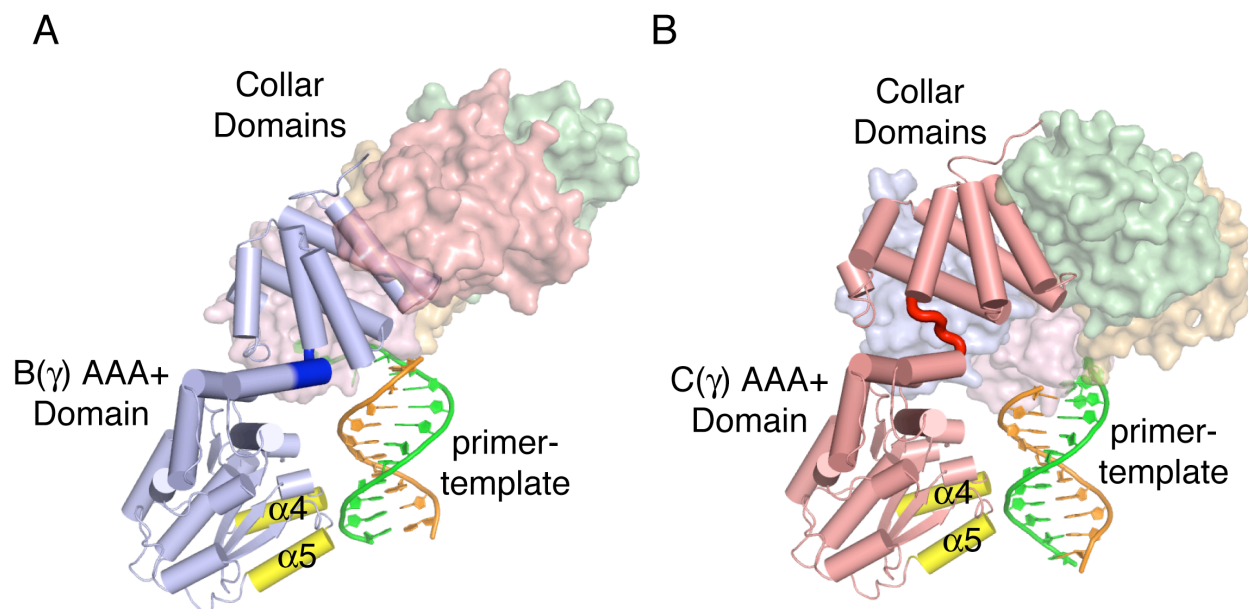 A
Collar
Domains
B(γ) AAA+
Domain
primer-
template
α4
α5
B
Collar
Domains
C(γ) AAA+
Domain
primer-
template
α4
α5